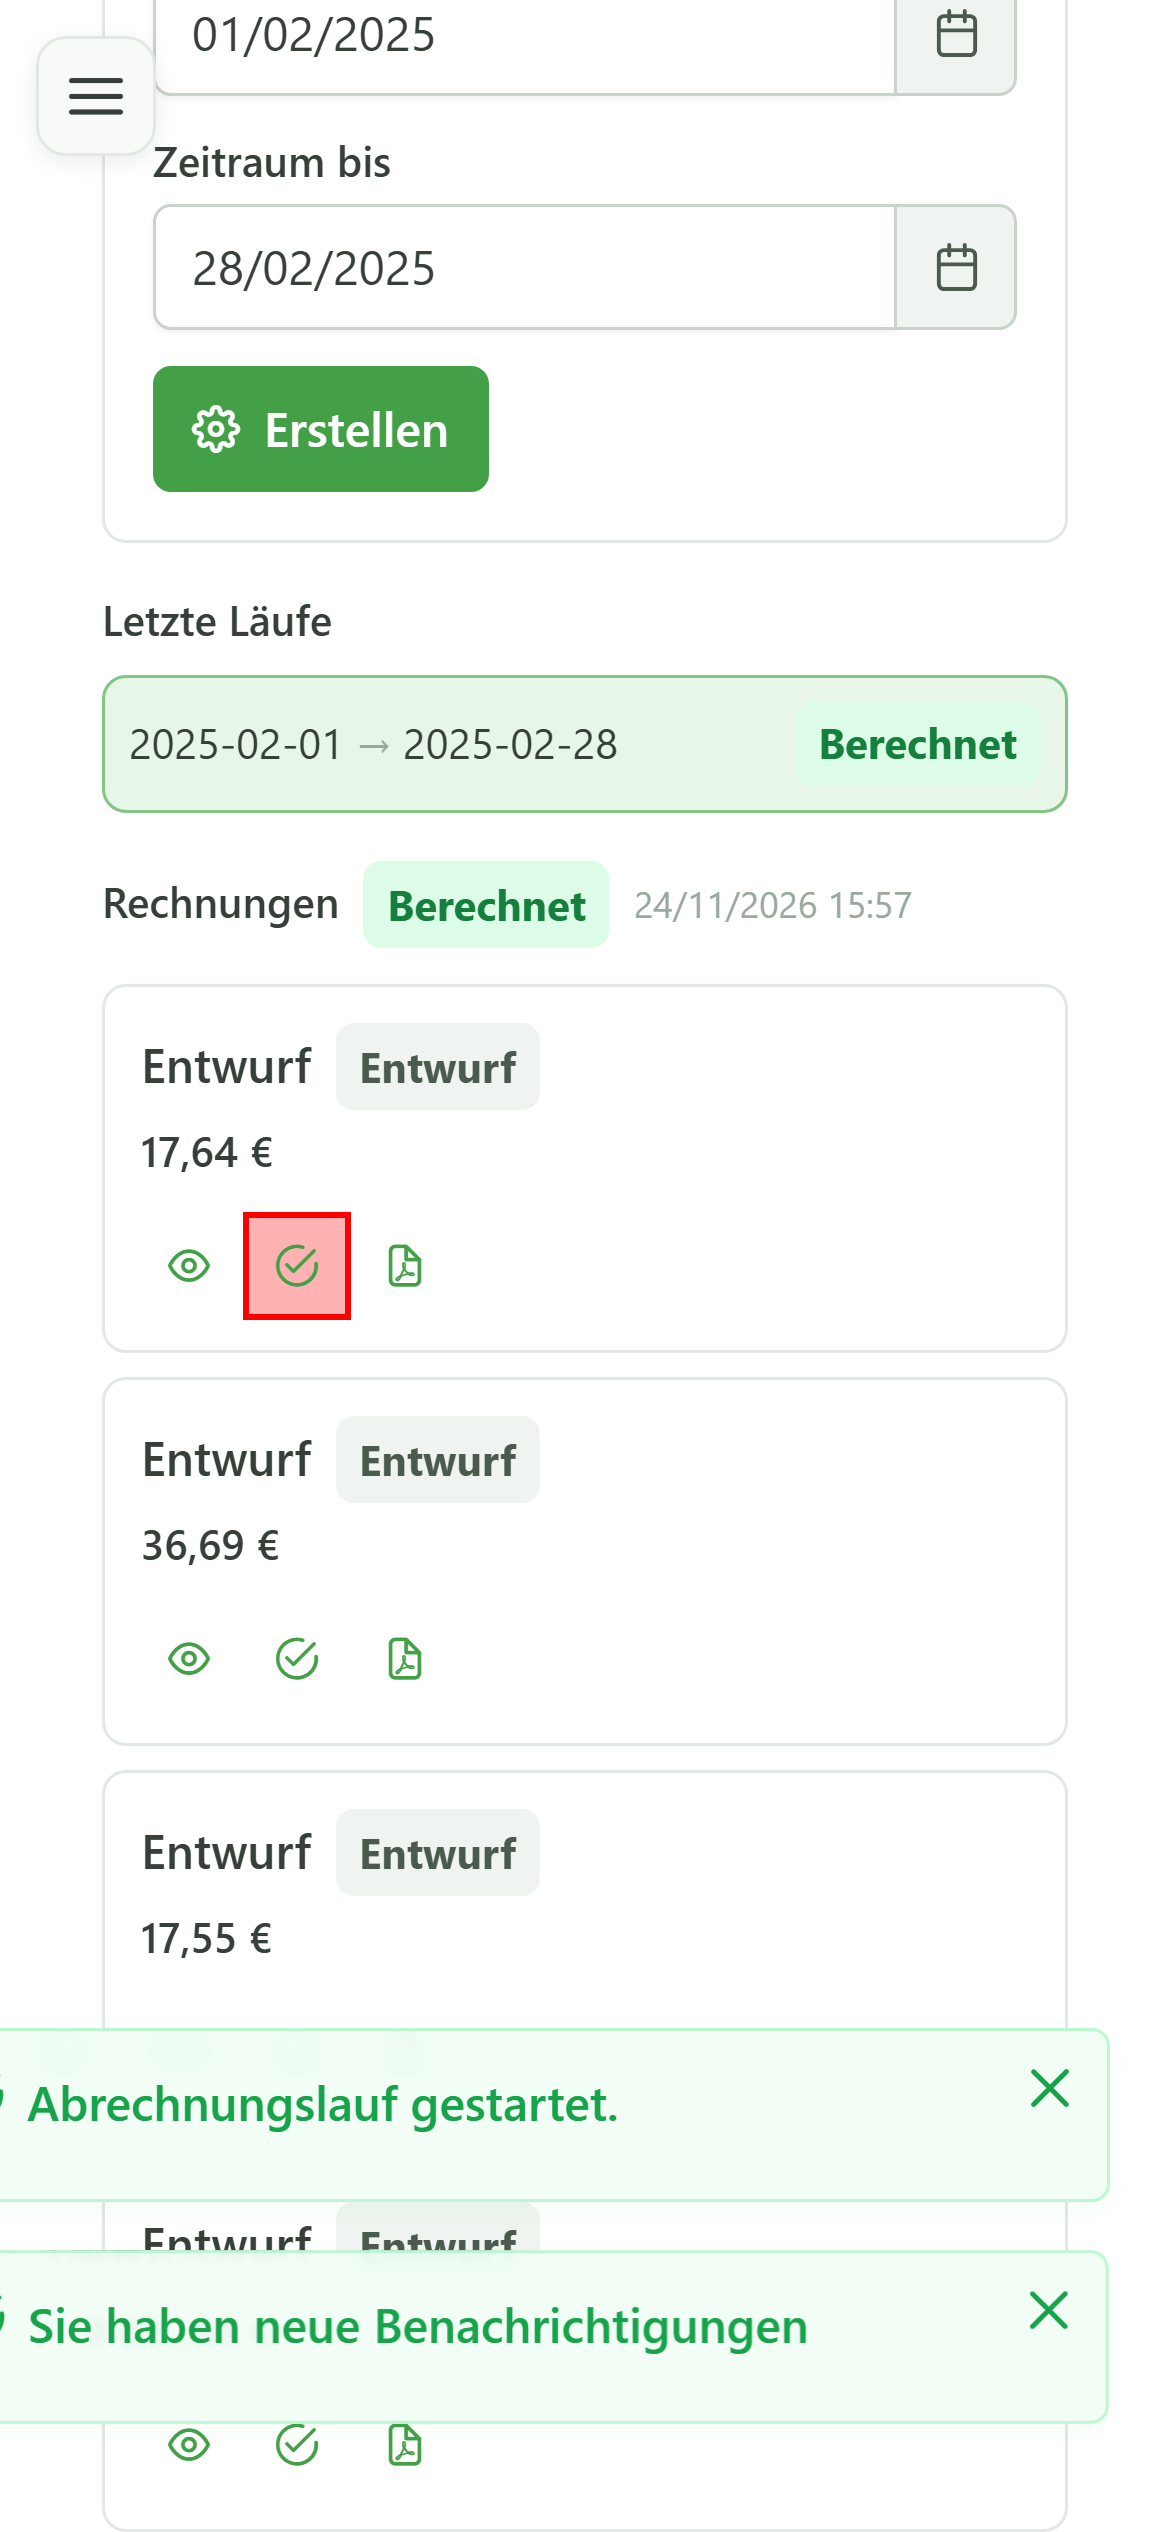 01/02/2025
Zeitraum bis
28/02/2025
Erstellen
Letzte Läufe
2025-02-01 → 2025-02-28 Berechnet
Rechnungen Berechnet 24/11/2026 15:57
Entwurf Entwurf
17,64 €
Entwurf Entwurf
36,69 €
Entwurf Entwurf
17,55 €
Abrechnungslauf gestartet.
Entwurf Entwurf
Sie haben neue Benachrichtigungen